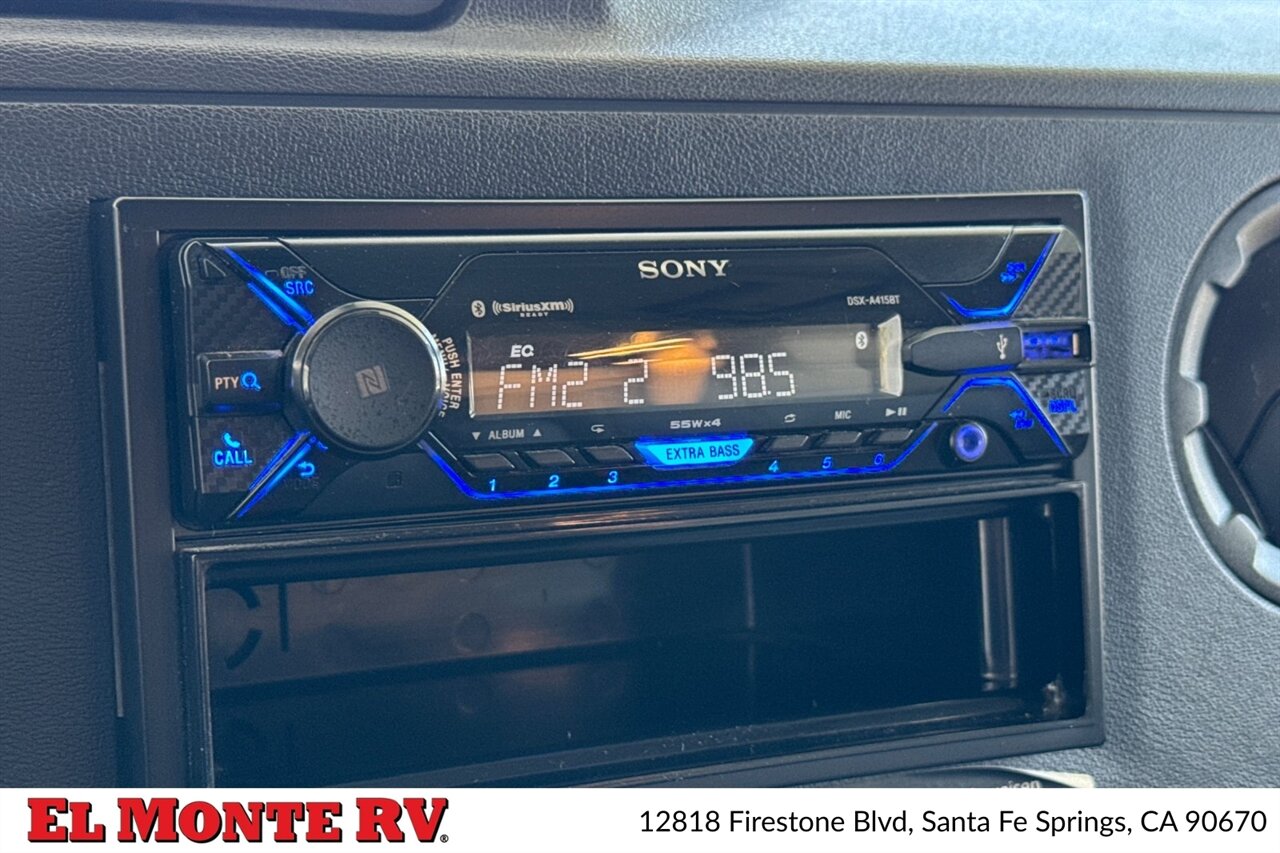 SONY
OFF
SRC
SiriusXM
READY
DSX-A415BT
PUSH ENTER
EQ
FM2 2 98.5
PTY
CALL
ALBUM
55Wx4
MIC
EXTRA BASS
1 2 3 4 5 6
DSPL
EL MONTE RV®
12818 Firestone Blvd, Santa Fe Springs, CA 90670